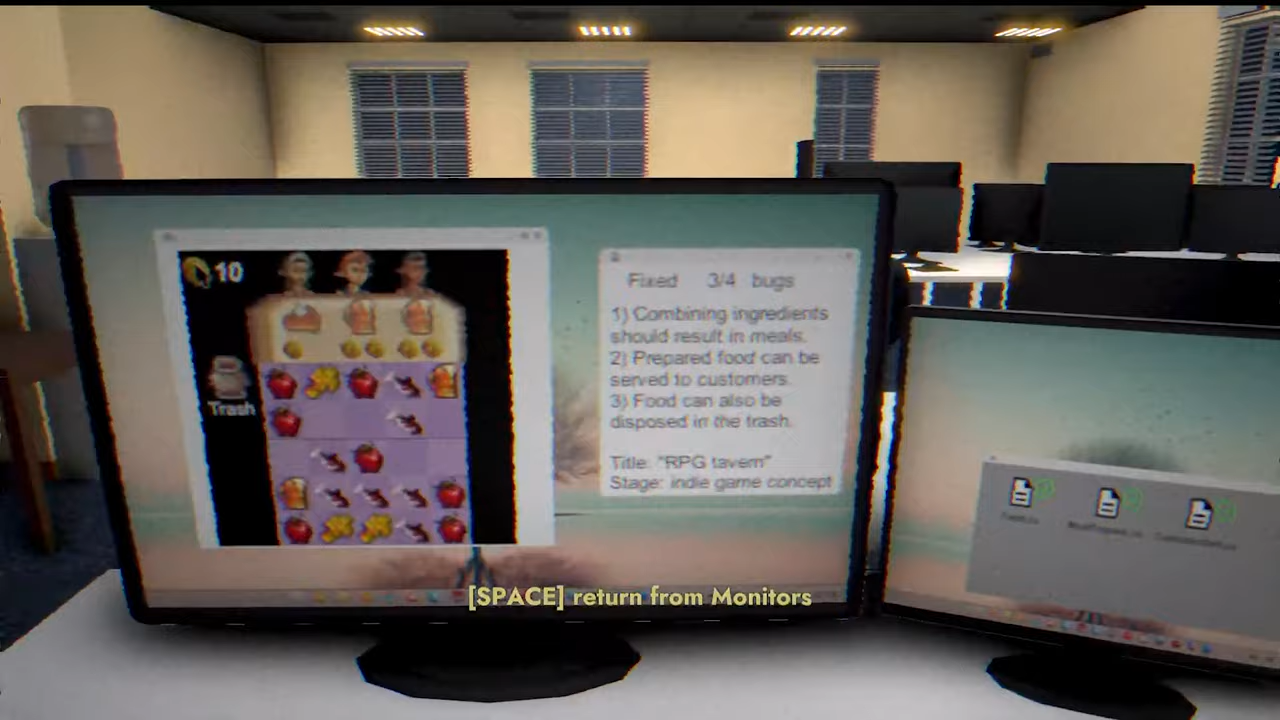 10
Trash
Fixed 3/4 bugs
1) Combining ingredients
should result in meals.
2) Prepared food can be
served to customers.
3) Food can also be
disposed in the trash.
Title: "RPG tavern"
Stage: indie game concept
[SPACE] return from Monitors